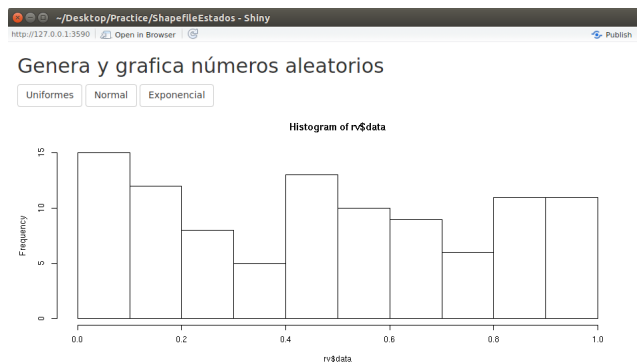 ~/Desktop/Practice/ShapefileEstados - Shiny
http://127.0.0.1:3590 Open in Browser Publish
Genera y grafica números aleatorios
Uniformes Normal Exponencial
Histogram of rv$data
Frequency
15
10
5
0
0.0 0.2 0.4 0.6 0.8 1.0
rv$data